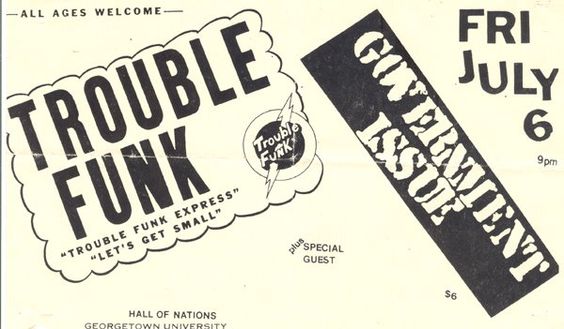 —ALL AGES WELCOME—
TROUBLE
FUNK
Trouble
FUNK
"TROUBLE FUNK EXPRESS"
"LET'S GET SMALL"
GOVERNMENT
ISSUE
FRI
JULY
6
9pm
plus SPECIAL
GUEST
$6
HALL OF NATIONS
GEORGETOWN UNIVERSITY